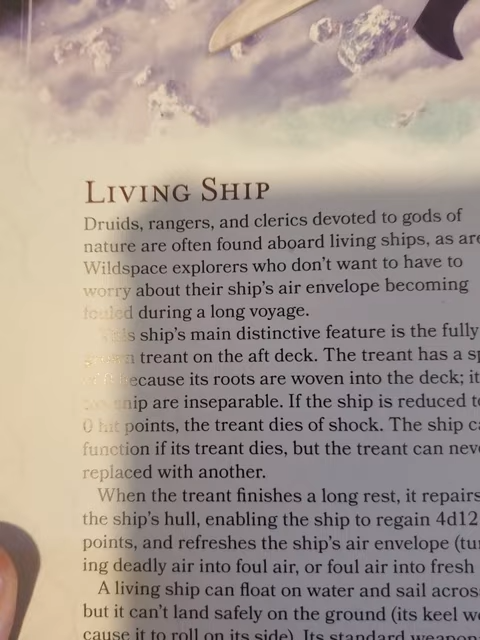 LIVING SHIP
Druids, rangers, and clerics devoted to gods of
nature are often found aboard living ships, as are
Wildspace explorers who don't want to have to
worry about their ship's air envelope becoming
fouled during a long voyage.
This ship's main distinctive feature is the fully
treant on the aft deck. The treant has a
because its roots are woven into the deck; it
ship are inseparable. If the ship is reduced to
0 hit points, the treant dies of shock. The ship
function if its treant dies, but the treant can
replaced with another.
When the treant finishes a long rest, it repairs
the ship's hull, enabling the ship to regain 4d12
points, and refreshes the ship's air envelope
ing deadly air into foul air, or foul air into fresh
A living ship can float on water and sail
but it can't land safely on the ground (its keel
cause it to roll on its side). Its standard